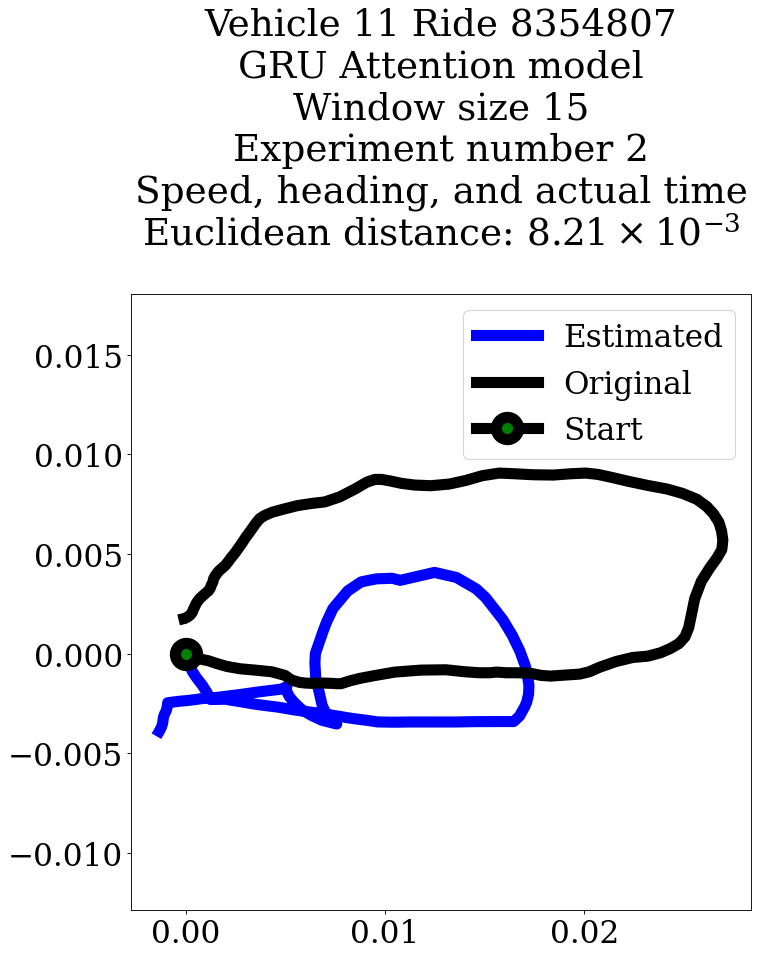 Vehicle 11 Ride 8354807
GRU Attention model
Window size 15
Experiment number 2
Speed, heading, and actual time
Euclidean distance: 8.21 × 10⁻³
Estimated
Original
Start
0.015
0.010
0.005
0.000
−0.005
−0.010
0.00 0.01 0.02